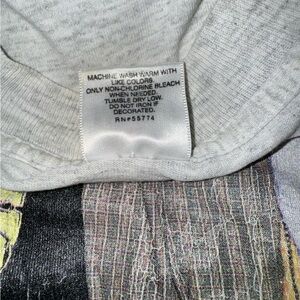 MACHINE WASH WARM WITH
LIKE COLORS.
ONLY NON-CHLORINE BLEACH
WHEN NEEDED.
TUMBLE DRY LOW.
DO NOT IRON IF
DECORATED.
RN#55774